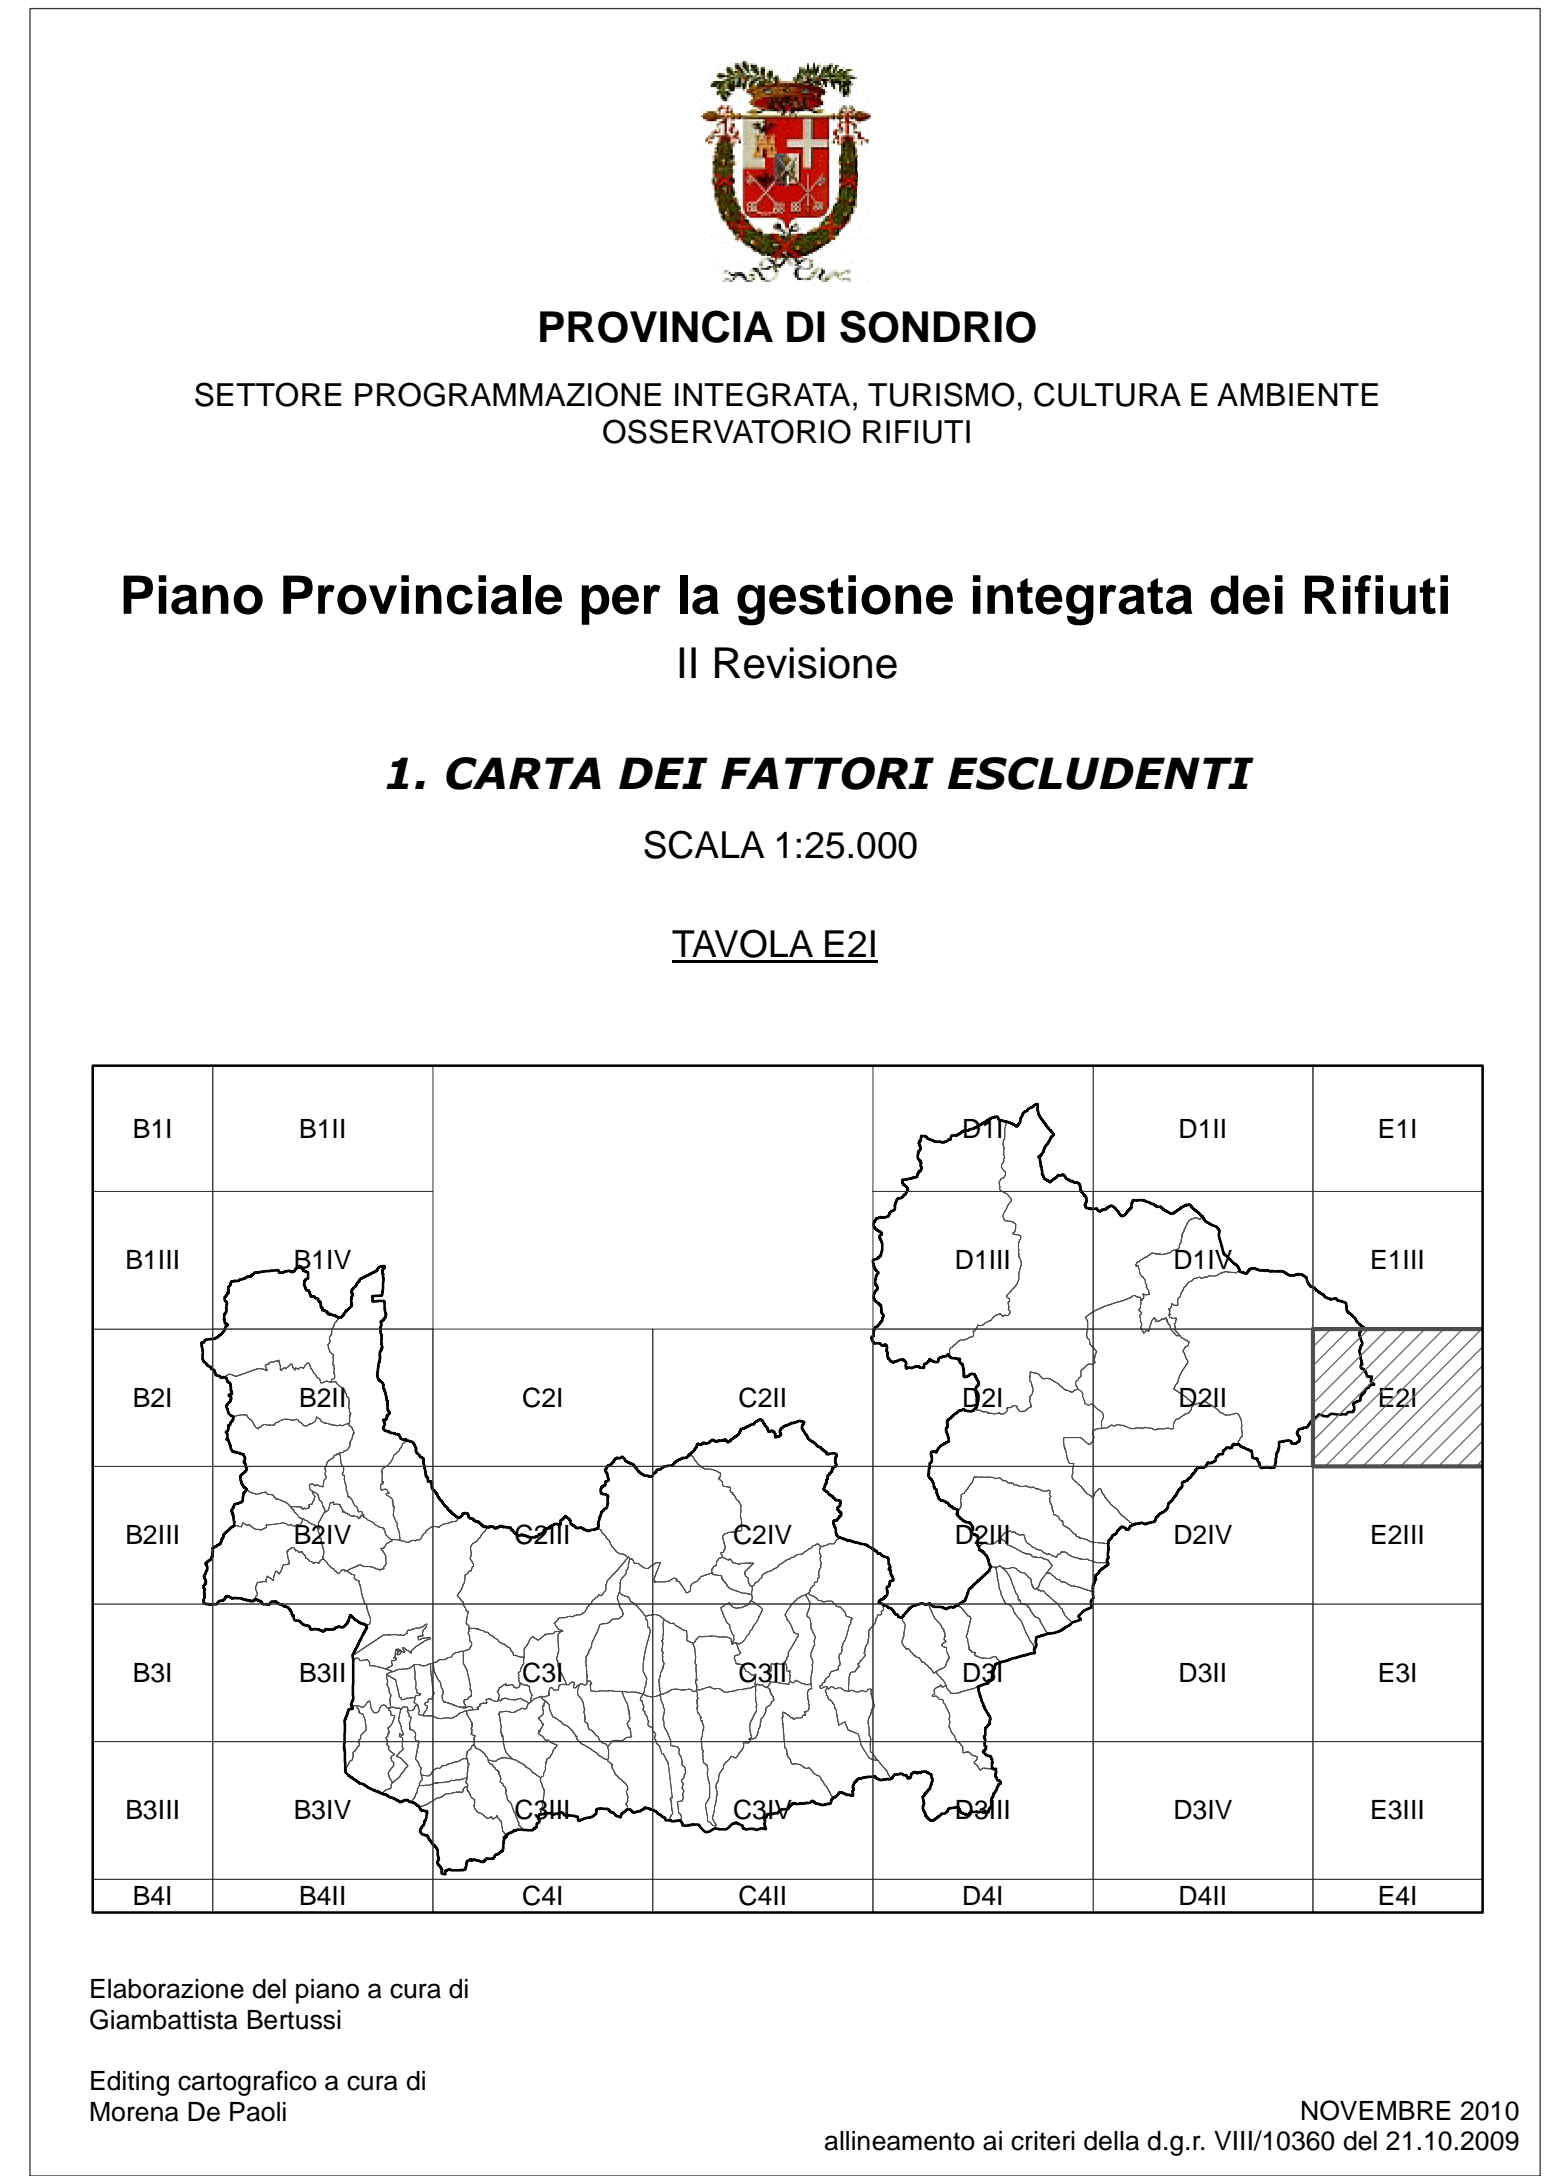 PROVINCIA DI SONDRIO
SETTORE PROGRAMMAZIONE INTEGRATA, TURISMO, CULTURA E AMBIENTE
OSSERVATORIO RIFIUTI
Piano Provinciale per la gestione integrata dei Rifiuti
II Revisione
1. CARTA DEI FATTORI ESCLUDENTI
SCALA 1:25.000
TAVOLA E2I
B1I B1II D1I D1II E1I
B1III B1IV D1III D1IV E1III
B2I B2II C2I C2II D2I D2II E2I
B2III B2IV C2III C2IV D2III D2IV E2III
B3I B3II C3I C3II D3I D3II E3I
B3III B3IV C3III C3IV D3III D3IV E3III
B4I B4II C4I C4II D4I D4II E4I
Elaborazione del piano a cura di
Giambattista Bertussi
Editing cartografico a cura di
Morena De Paoli
NOVEMBRE 2010
allineamento ai criteri della d.g.r. VIII/10360 del 21.10.2009